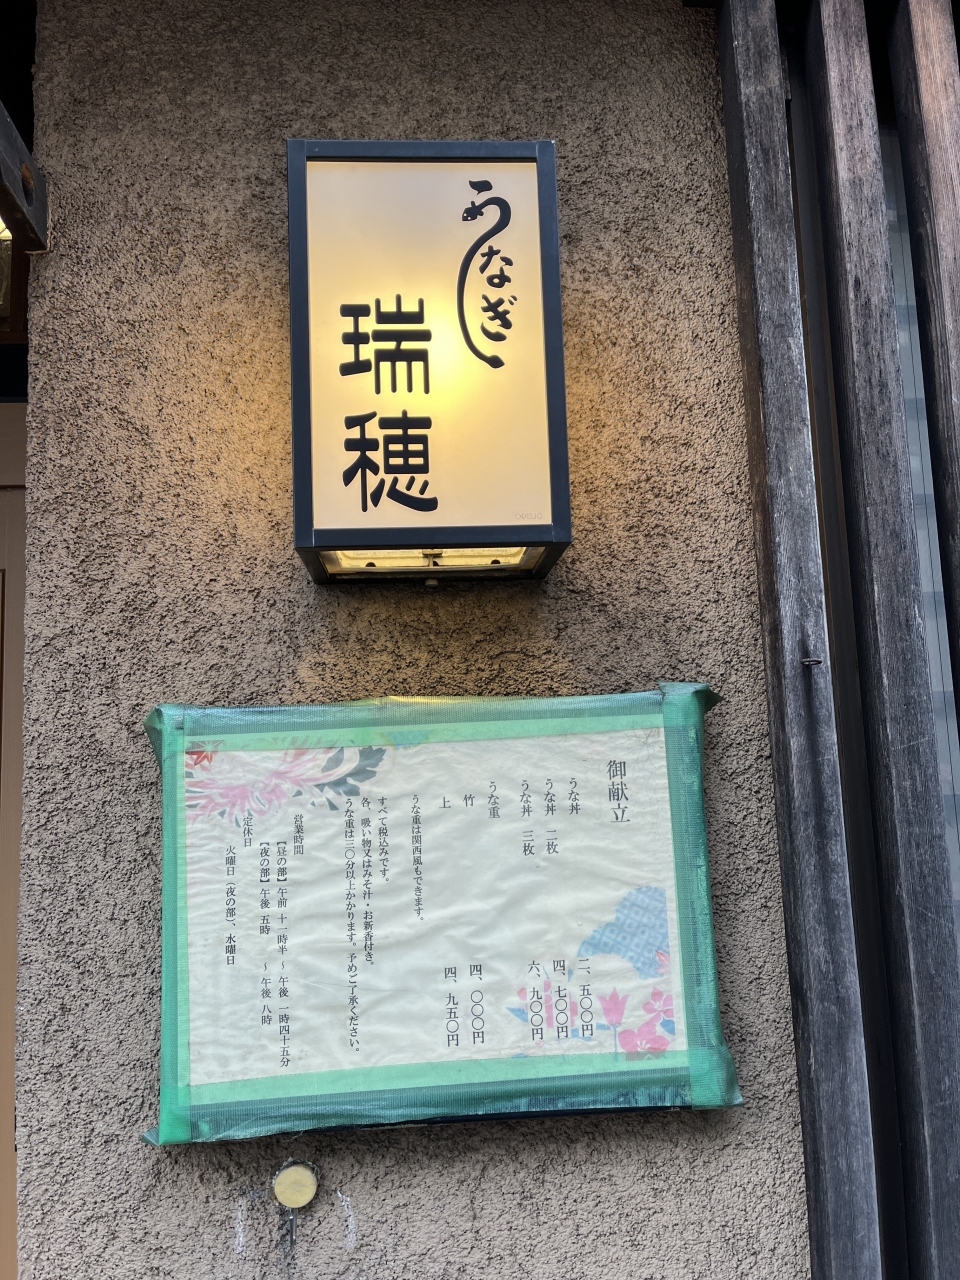 うなぎ
瑞穂
御献立
うな丼 二、五〇〇円
うな丼 二枚 四、七〇〇円
うな丼 三枚 六、九〇〇円
うな重
竹 四、〇〇〇円
上 四、九五〇円
うな重は関西風もできます。
すべて税込みです。
各、吸い物又はみそ汁・お新香付き。
うな重は三〇分以上かかります。予めご了承ください。
営業時間
【昼の部】午前 十一時半 〜 午後 一時四十五分
【夜の部】午後 五時 〜 午後 八時
定休日
火曜日(夜の部)、水曜日